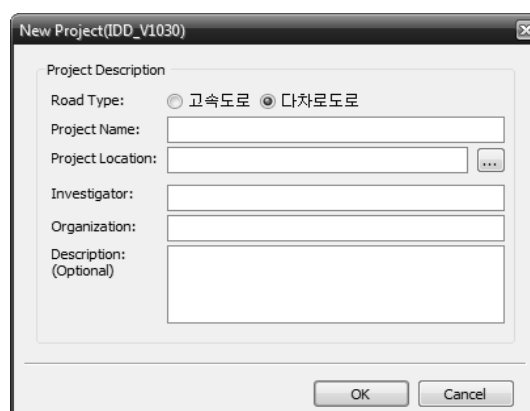 New Project(IDD_V1030)
Project Description
Road Type: 고속도로 다차로도로
Project Name:
Project Location: ...
Investigator:
Organization:
Description:
(Optional)
OK Cancel